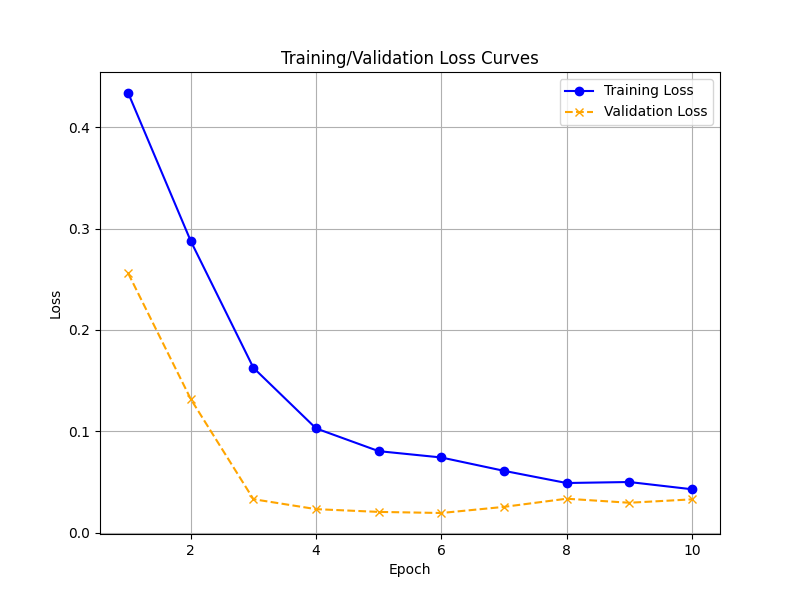 Training/Validation Loss Curves
Training Loss
Validation Loss
0.4
0.3
0.2
0.1
0.0
Loss
2 4 6 8 10
Epoch